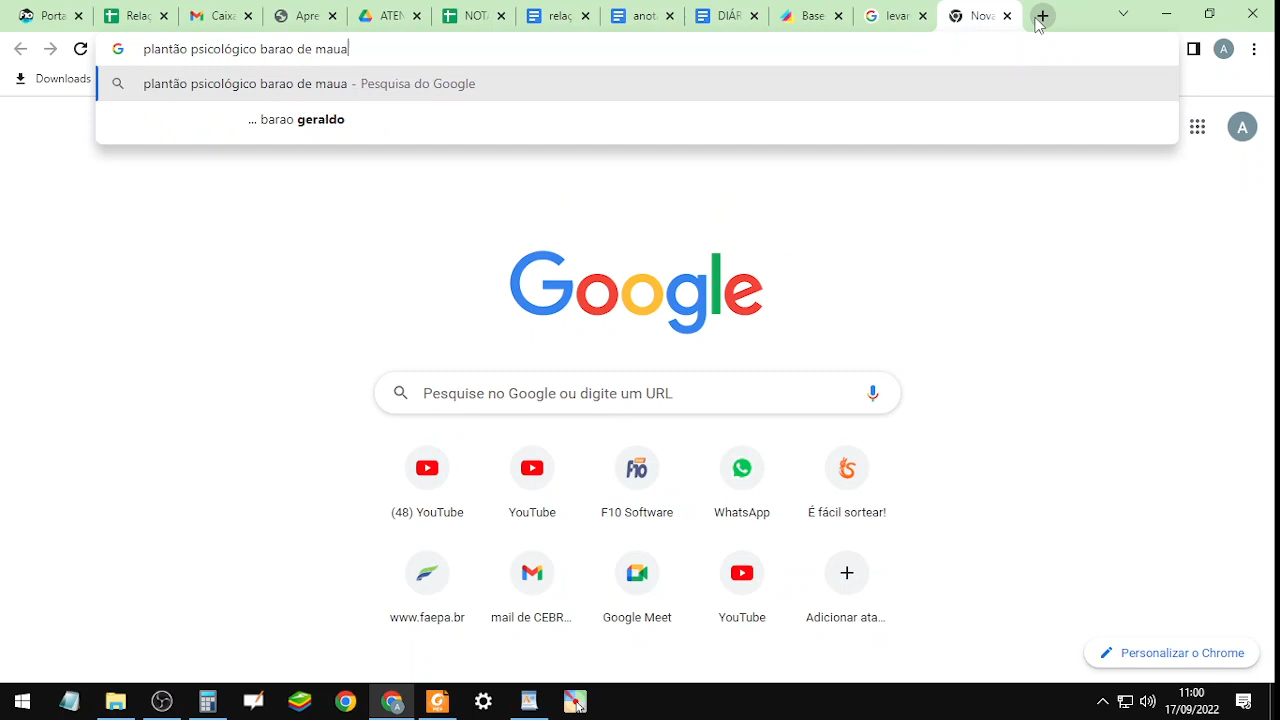 Porta
Relaç
Caixa
Apre
ATEN
NOTA
relaç
anota
DIÁR
Base
levar
Nova
plantão psicológico barao de maua
Downloads
plantão psicológico barao de maua - Pesquisa do Google
... barao geraldo
A
A
Google
Pesquise no Google ou digite um URL
(48) YouTube
YouTube
F10 Software
WhatsApp
É fácil sortear!
www.faepa.br
mail de CEBR...
Google Meet
YouTube
Adicionar ata...
Personalizar o Chrome
11:00
17/09/2022